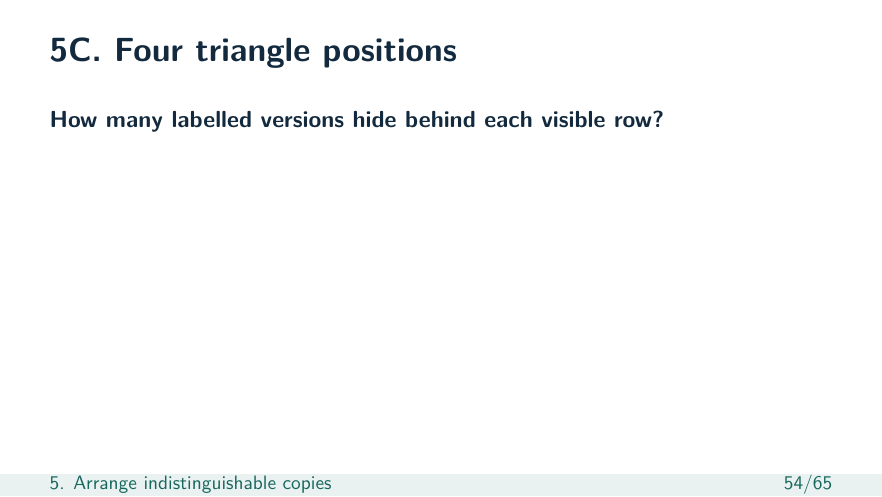 5C. Four triangle positions
How many labelled versions hide behind each visible row?
5. Arrange indistinguishable copies
54/65